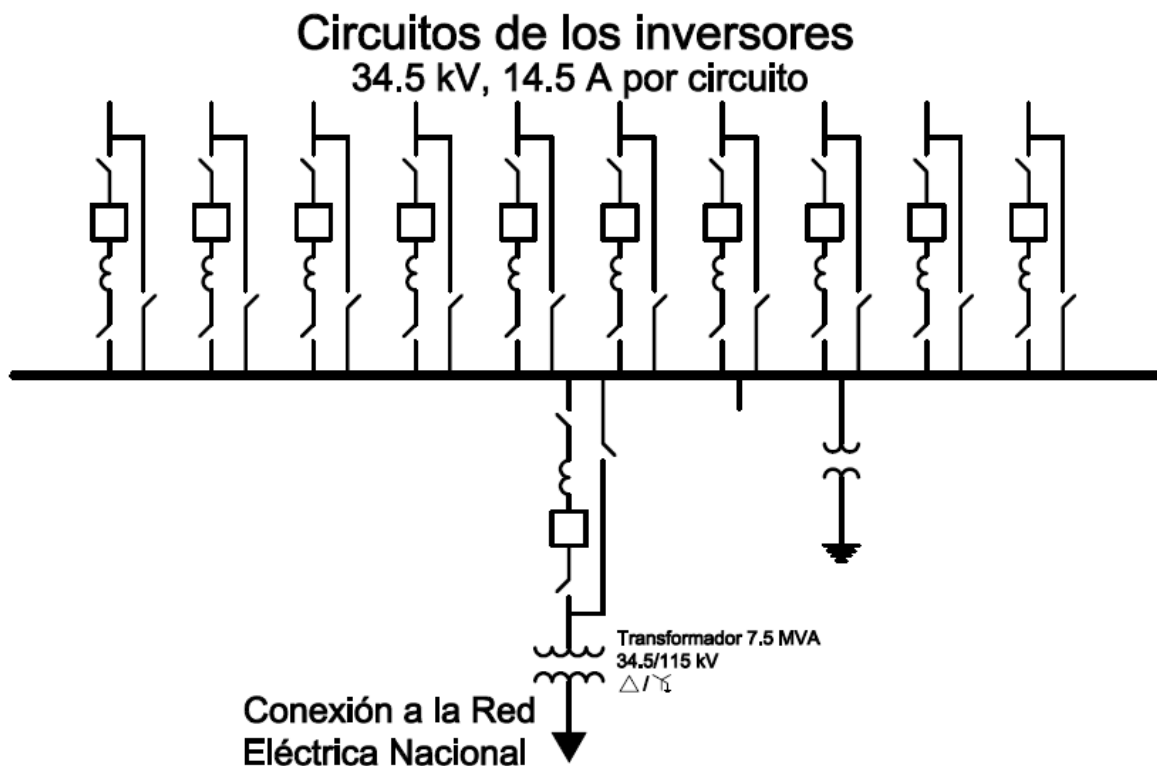 Circuitos de los inversores
34.5 kV, 14.5 A por circuito
Transformador 7.5 MVA
34.5/115 kV
△/
Conexión a la Red
Eléctrica Nacional